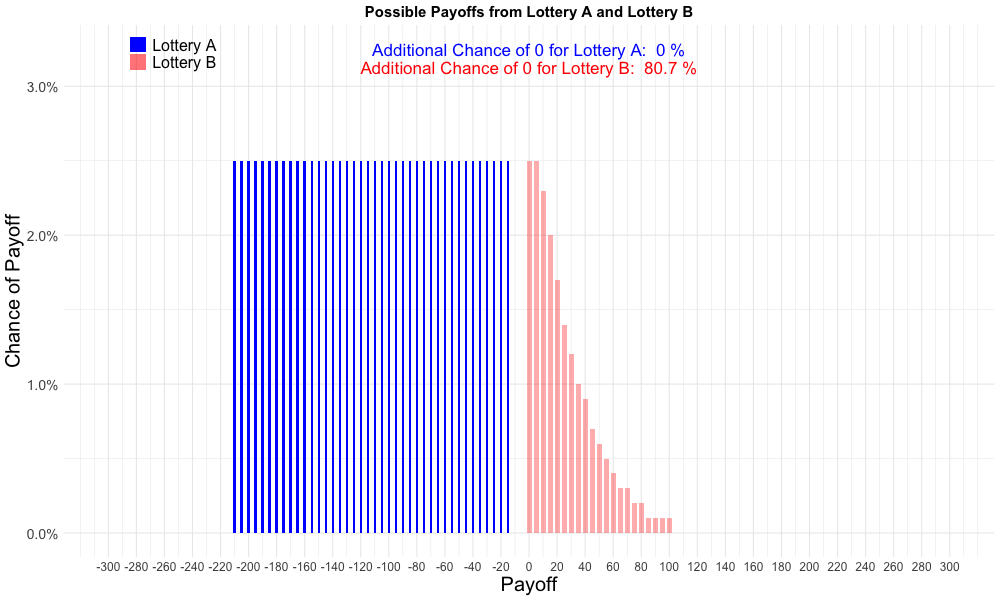 Possible Payoffs from Lottery A and Lottery B
Lottery A
Lottery B
Additional Chance of 0 for Lottery A:  0 %
Additional Chance of 0 for Lottery B:  80.7 %
Chance of Payoff
3.0%
2.0%
1.0%
0.0%
-300 -280 -260 -240 -220 -200 -180 -160 -140 -120 -100 -80 -60 -40 -20 0 20 40 60 80 100 120 140 160 180 200 220 240 260 280 300
Payoff